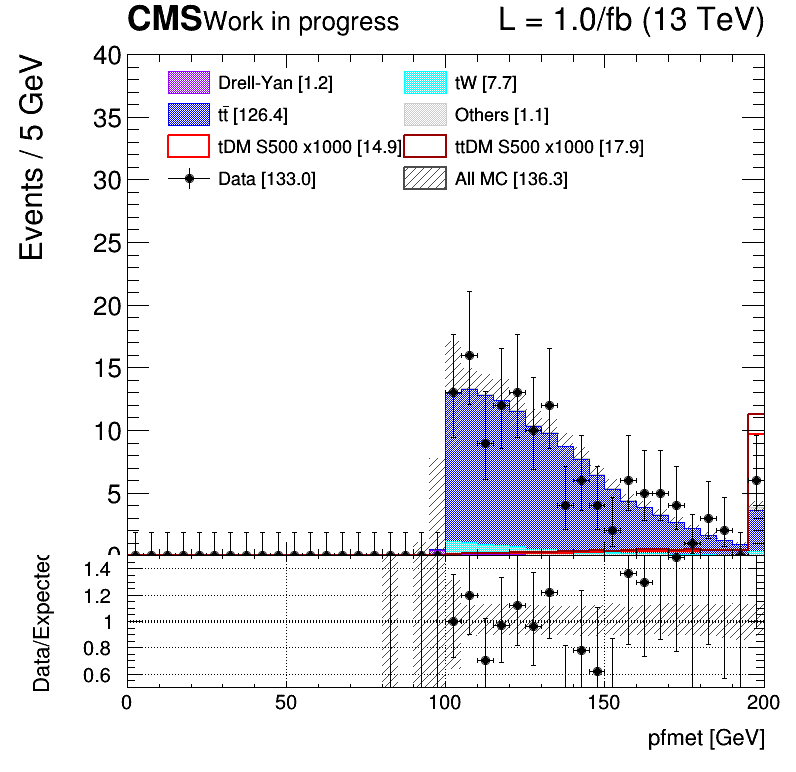 CMS Work in progress L = 1.0/fb (13 TeV)
Events / 5 GeV
40
35
30
25
20
15
10
5
0
Drell-Yan [1.2] tW [7.7]
tt̄ [126.4] Others [1.1]
tDM S500 x1000 [14.9] ttDM S500 x1000 [17.9]
Data [133.0] All MC [136.3]
Data/Expected
1.4
1.2
1
0.8
0.6
0 50 100 150 200
pfmet [GeV]